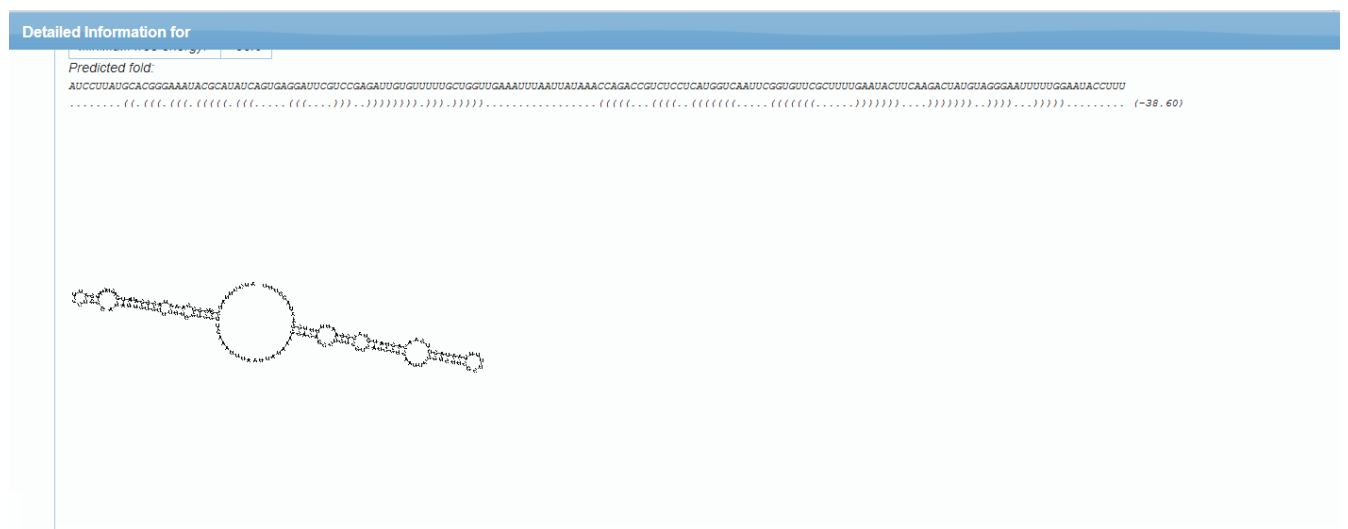 Detailed Information for
Predicted fold:
AUCCUUAUGCACGGGAAAUACGCAUAUCAGUGAGGAUUCGUCCGAGAUUGUGUUUUUGCUGGUUGAAAUUUAAUUAUAAACCAGACCGUCUCCUCAUGGUCAAUUCGGUGUUCGCUUUUGAAUACUUCAAGACUAUGUAGGGAAUUUUUGGAAUACCUUU
........((.(((.(((.(((((.(((.....(((....)))..)))))))).))).)))))................(((((...((((..(((((((.....(((((((......)))))))....)))))))..))))...))))).........  (-38.60)